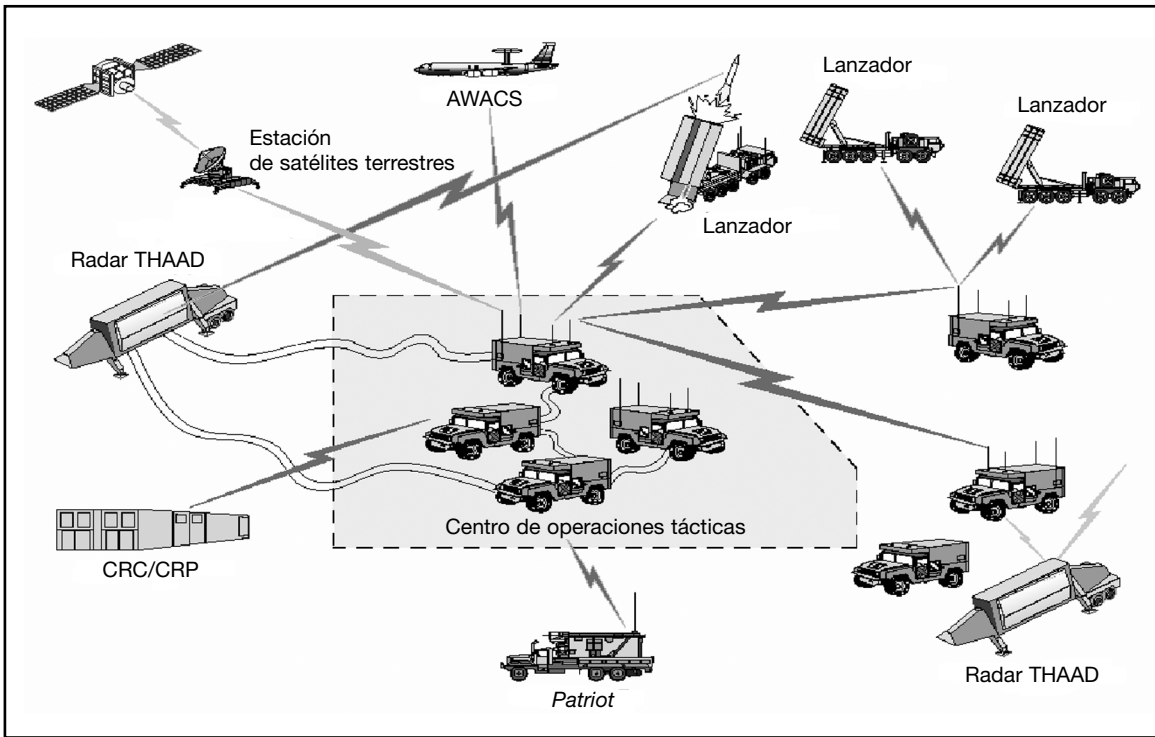 Lanzador
AWACS
Lanzador
Estación
de satélites terrestres
Lanzador
Radar THAAD
Centro de operaciones tácticas
CRC/CRP
Radar THAAD
Patriot